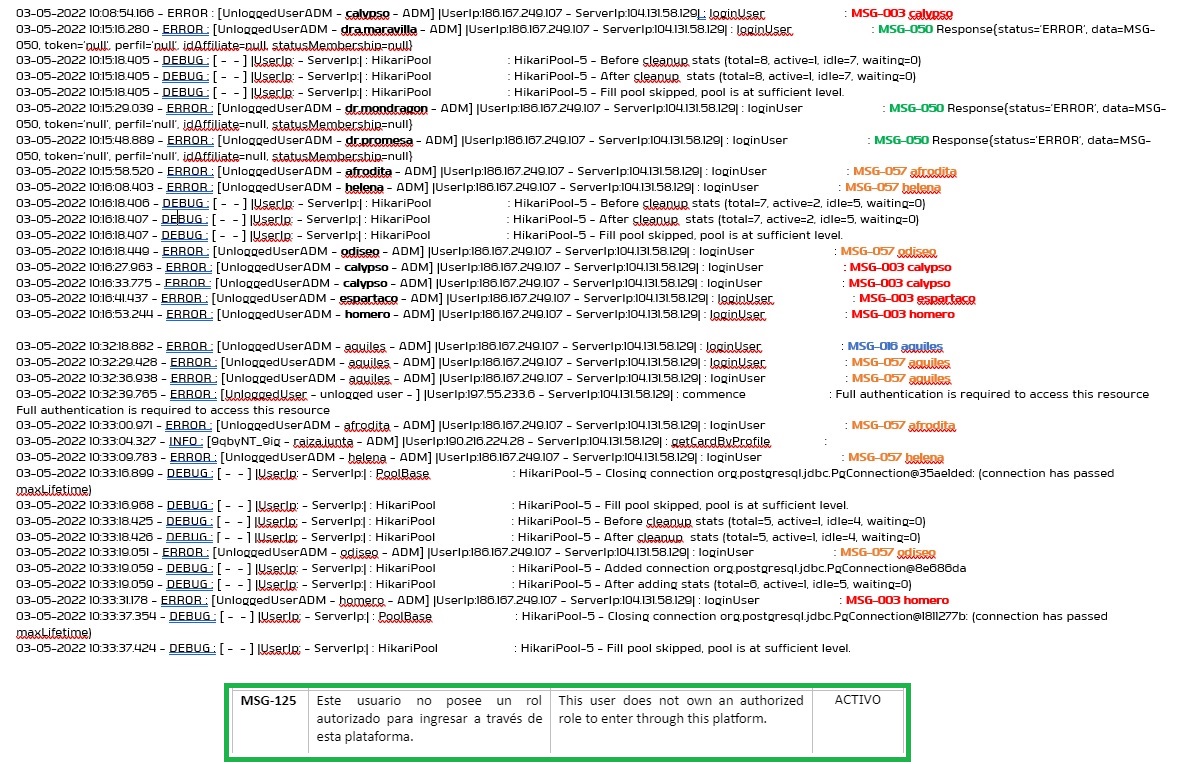 03-05-2022 10:08:54.166 - ERROR : [UnloggedUserADM - calypso - ADM] |UserIp:186.167.249.107 - ServerIp:104.131.58.129| : loginUser : MSG-003 calypso
03-05-2022 10:15:16.280 - ERROR : [UnloggedUserADM - dra.maravilla - ADM] |UserIp:186.167.249.107 - ServerIp:104.131.58.129| : loginUser : MSG-050 Response{status='ERROR', data=MSG-
050, token='null', perfil='null', idAffiliate=null, statusMembership=null}
03-05-2022 10:15:18.405 - DEBUG : [ - - ] |UserIp: - ServerIp:| : HikariPool : HikariPool-5 - Before cleanup stats (total=8, active=1, idle=7, waiting=0)
03-05-2022 10:15:18.405 - DEBUG : [ - - ] |UserIp: - ServerIp:| : HikariPool : HikariPool-5 - After cleanup stats (total=8, active=1, idle=7, waiting=0)
03-05-2022 10:15:18.405 - DEBUG : [ - - ] |UserIp: - ServerIp:| : HikariPool : HikariPool-5 - Fill pool skipped, pool is at sufficient level.
03-05-2022 10:15:29.039 - ERROR : [UnloggedUserADM - dr.mondragon - ADM] |UserIp:186.167.249.107 - ServerIp:104.131.58.129| : loginUser : MSG-050 Response{status='ERROR', data=MSG-
050, token='null', perfil='null', idAffiliate=null, statusMembership=null}
03-05-2022 10:15:48.889 - ERROR : [UnloggedUserADM - dr.promesa - ADM] |UserIp:186.167.249.107 - ServerIp:104.131.58.129| : loginUser : MSG-050 Response{status='ERROR', data=MSG-
050, token='null', perfil='null', idAffiliate=null, statusMembership=null}
03-05-2022 10:15:58.520 - ERROR : [UnloggedUserADM - afrodita - ADM] |UserIp:186.167.249.107 - ServerIp:104.131.58.129| : loginUser : MSG-057 afrodita
03-05-2022 10:16:08.403 - ERROR : [UnloggedUserADM - helena - ADM] |UserIp:186.167.249.107 - ServerIp:104.131.58.129| : loginUser : MSG-057 helena
03-05-2022 10:16:18.406 - DEBUG : [ - - ] |UserIp: - ServerIp:| : HikariPool : HikariPool-5 - Before cleanup stats (total=7, active=2, idle=5, waiting=0)
03-05-2022 10:16:18.407 - DEBUG : [ - - ] |UserIp: - ServerIp:| : HikariPool : HikariPool-5 - After cleanup stats (total=7, active=2, idle=5, waiting=0)
03-05-2022 10:16:18.407 - DEBUG : [ - - ] |UserIp: - ServerIp:| : HikariPool : HikariPool-5 - Fill pool skipped, pool is at sufficient level.
03-05-2022 10:16:18.449 - ERROR : [UnloggedUserADM - odiseo - ADM] |UserIp:186.167.249.107 - ServerIp:104.131.58.129| : loginUser : MSG-057 odiseo
03-05-2022 10:16:27.963 - ERROR : [UnloggedUserADM - calypso - ADM] |UserIp:186.167.249.107 - ServerIp:104.131.58.129| : loginUser : MSG-003 calypso
03-05-2022 10:16:33.775 - ERROR : [UnloggedUserADM - calypso - ADM] |UserIp:186.167.249.107 - ServerIp:104.131.58.129| : loginUser : MSG-003 calypso
03-05-2022 10:16:41.437 - ERROR : [UnloggedUserADM - espartaco - ADM] |UserIp:186.167.249.107 - ServerIp:104.131.58.129| : loginUser : MSG-003 espartaco
03-05-2022 10:16:53.244 - ERROR : [UnloggedUserADM - homero - ADM] |UserIp:186.167.249.107 - ServerIp:104.131.58.129| : loginUser : MSG-003 homero
03-05-2022 10:32:18.882 - ERROR : [UnloggedUserADM - aquiles - ADM] |UserIp:186.167.249.107 - ServerIp:104.131.58.129| : loginUser : MSG-016 aquiles
03-05-2022 10:32:29.428 - ERROR : [UnloggedUserADM - aquiles - ADM] |UserIp:186.167.249.107 - ServerIp:104.131.58.129| : loginUser : MSG-057 aquiles
03-05-2022 10:32:36.938 - ERROR : [UnloggedUserADM - aquiles - ADM] |UserIp:186.167.249.107 - ServerIp:104.131.58.129| : loginUser : MSG-057 aquiles
03-05-2022 10:32:39.765 - ERROR : [UnloggedUser - unlogged user - ] |UserIp:197.55.233.6 - ServerIp:104.131.58.129| : commence : Full authentication is required to access this resource
Full authentication is required to access this resource
03-05-2022 10:33:00.971 - ERROR : [UnloggedUserADM - afrodita - ADM] |UserIp:186.167.249.107 - ServerIp:104.131.58.129| : loginUser : MSG-057 afrodita
03-05-2022 10:33:04.327 - INFO : [9qbyNT_9ig - raiza.junta - ADM] |UserIp:190.216.224.28 - ServerIp:104.131.58.129| : getCardByProfile :
03-05-2022 10:33:09.783 - ERROR : [UnloggedUserADM - helena - ADM] |UserIp:186.167.249.107 - ServerIp:104.131.58.129| : loginUser : MSG-057 helena
03-05-2022 10:33:16.899 - DEBUG : [ - - ] |UserIp: - ServerIp:| : PoolBase : HikariPool-5 - Closing connection org.postgresql.jdbc.PgConnection@35ae1ded: (connection has passed
maxLifetime)
03-05-2022 10:33:16.968 - DEBUG : [ - - ] |UserIp: - ServerIp:| : HikariPool : HikariPool-5 - Fill pool skipped, pool is at sufficient level.
03-05-2022 10:33:18.425 - DEBUG : [ - - ] |UserIp: - ServerIp:| : HikariPool : HikariPool-5 - Before cleanup stats (total=5, active=1, idle=4, waiting=0)
03-05-2022 10:33:18.426 - DEBUG : [ - - ] |UserIp: - ServerIp:| : HikariPool : HikariPool-5 - After cleanup stats (total=5, active=1, idle=4, waiting=0)
03-05-2022 10:33:19.051 - ERROR : [UnloggedUserADM - odiseo - ADM] |UserIp:186.167.249.107 - ServerIp:104.131.58.129| : loginUser : MSG-057 odiseo
03-05-2022 10:33:19.059 - DEBUG : [ - - ] |UserIp: - ServerIp:| : HikariPool : HikariPool-5 - Added connection org.postgresql.jdbc.PgConnection@8e686da
03-05-2022 10:33:19.059 - DEBUG : [ - - ] |UserIp: - ServerIp:| : HikariPool : HikariPool-5 - After adding stats (total=6, active=1, idle=5, waiting=0)
03-05-2022 10:33:31.178 - ERROR : [UnloggedUserADM - homero - ADM] |UserIp:186.167.249.107 - ServerIp:104.131.58.129| : loginUser : MSG-003 homero
03-05-2022 10:33:37.354 - DEBUG : [ - - ] |UserIp: - ServerIp:| : PoolBase : HikariPool-5 - Closing connection org.postgresql.jdbc.PgConnection@1811277b: (connection has passed
maxLifetime)
03-05-2022 10:33:37.424 - DEBUG : [ - - ] |UserIp: - ServerIp:| : HikariPool : HikariPool-5 - Fill pool skipped, pool is at sufficient level.
MSG-125
Este usuario no posee un rol
autorizado para ingresar a través de
esta plataforma.
This user does not own an authorized
role to enter through this platform.
ACTIVO